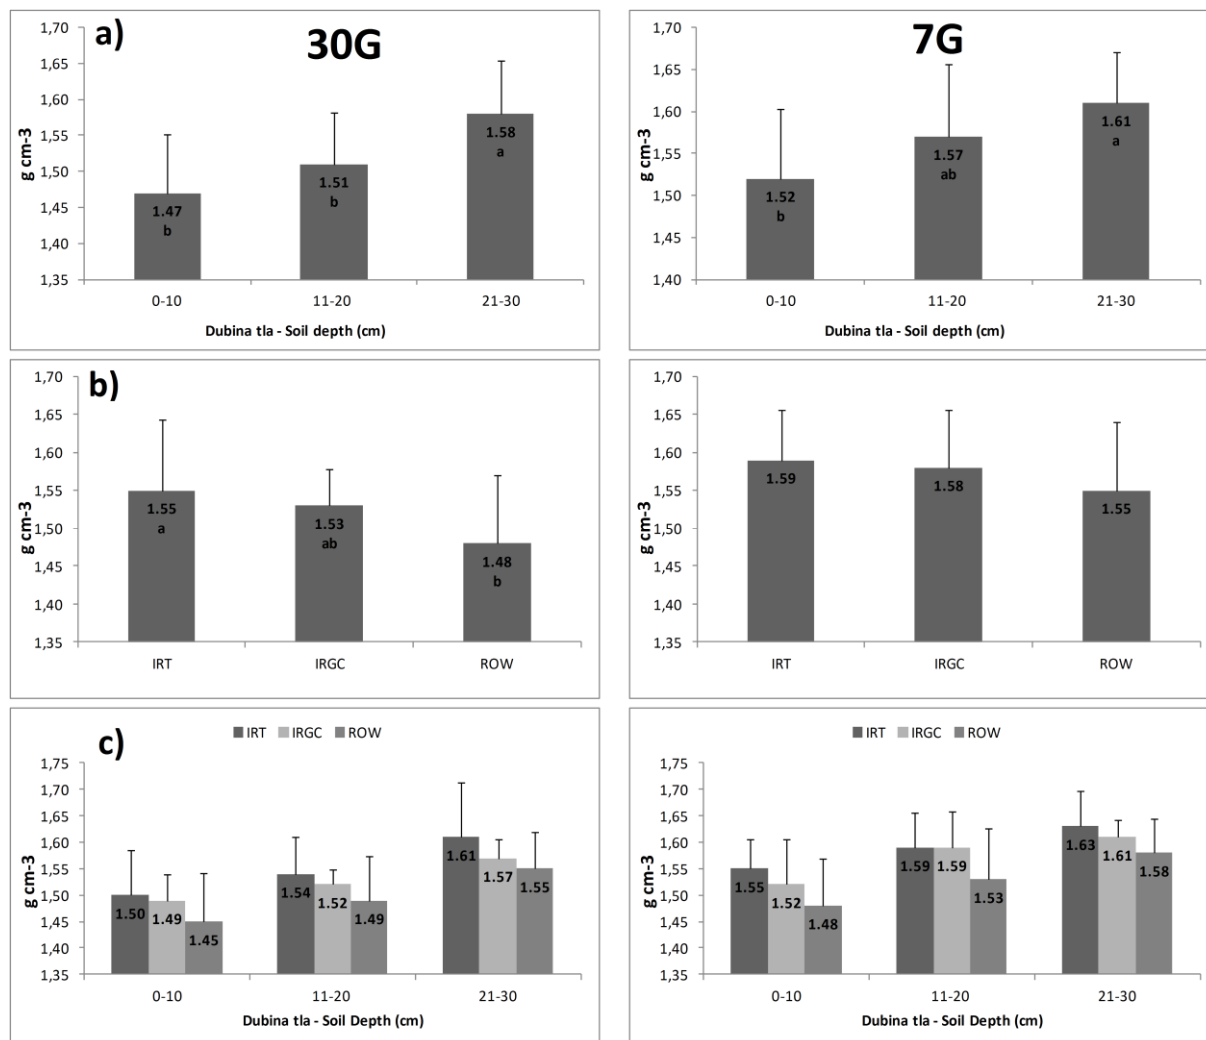 a)
30G
1,70
1,65
1,60
1,55
1,50
1,45
1,40
1,35
g cm-3
1.47
b
1.51
b
1.58
a
0-10 11-20 21-30
Dubina tla - Soil depth (cm)
7G
1,70
1,65
1,60
1,55
1,50
1,45
1,40
g cm-3
1.52
b
1.57
ab
1.61
a
0-10 11-20 21-30
Dubina tla - Soil depth (cm)
b)
1,70
1,65
1,60
1,55
1,50
1,45
1,40
1,35
g cm-3
1.55
a
1.53
ab
1.48
b
IRT IRGC ROW
1,70
1,65
1,60
1,55
1,50
1,45
1,40
1,35
g cm-3
1.59
1.58
1.55
IRT IRGC ROW
c)
IRT IRGC ROW
1,75
1,70
1,65
1,60
1,55
1,50
1,45
1,40
1,35
g cm-3
1.50 1.49 1.45
1.54 1.52 1.49
1.61 1.57 1.55
0-10 11-20 21-30
Dubina tla - Soil Depth (cm)
IRT IRGC ROW
1,75
1,70
1,65
1,60
1,55
1,50
1,45
1,40
1,35
g cm-3
1.55 1.52 1.48
1.59 1.59 1.53
1.63 1.61 1.58
0-10 11-20 21-30
Dubina tla - Soil Depth (cm)